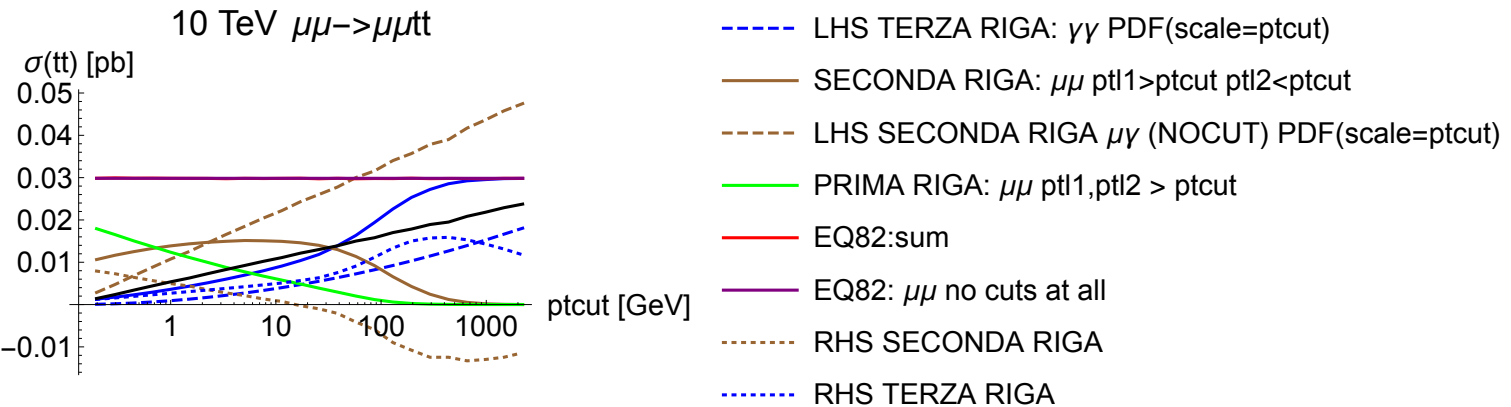 10 TeV μμ->μμtt
σ(tt) [pb]
0.05
0.04
0.03
0.02
0.01
−0.01
1
10
100
1000
ptcut [GeV]
LHS TERZA RIGA: γγ PDF(scale=ptcut)
SECONDA RIGA: μμ ptl1>ptcut ptl2<ptcut
LHS SECONDA RIGA μγ (NOCUT) PDF(scale=ptcut)
PRIMA RIGA: μμ ptl1,ptl2 > ptcut
EQ82:sum
EQ82: μμ no cuts at all
RHS SECONDA RIGA
RHS TERZA RIGA